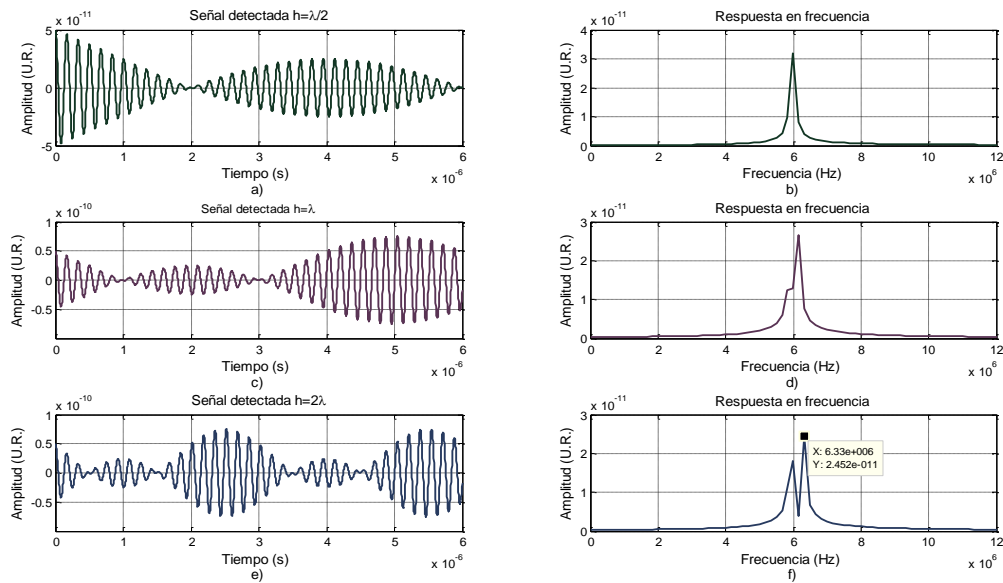 Señal detectada h=λ/2
x 10^-11
Amplitud (U.R.)
5
0
-5
0 1 2 3 4 5 6
x 10^-6
Tiempo (s)
a)
Respuesta en frecuencia
x 10^-11
Amplitud (U.R.)
4
3
2
1
0
0 2 4 6 8 10 12
x 10^6
Frecuencia (Hz)
b)
Señal detectada h=λ
x 10^-10
Amplitud (U.R.)
1
0.5
0
-0.5
0 1 2 3 4 5 6
x 10^-6
Tiempo (s)
c)
Respuesta en frecuencia
x 10^-11
Amplitud (U.R.)
3
2
1
0
0 2 4 6 8 10 12
x 10^6
Frecuencia (Hz)
d)
Señal detectada h=2λ
x 10^-10
Amplitud (U.R.)
1
0.5
0
-0.5
0 1 2 3 4 5 6
x 10^-6
Tiempo (s)
e)
Respuesta en frecuencia
x 10^-11
Amplitud (U.R.)
3
2
1
0
X: 6.33e+006
Y: 2.452e-011
0 2 4 6 8 10 12
x 10^6
Frecuencia (Hz)
f)